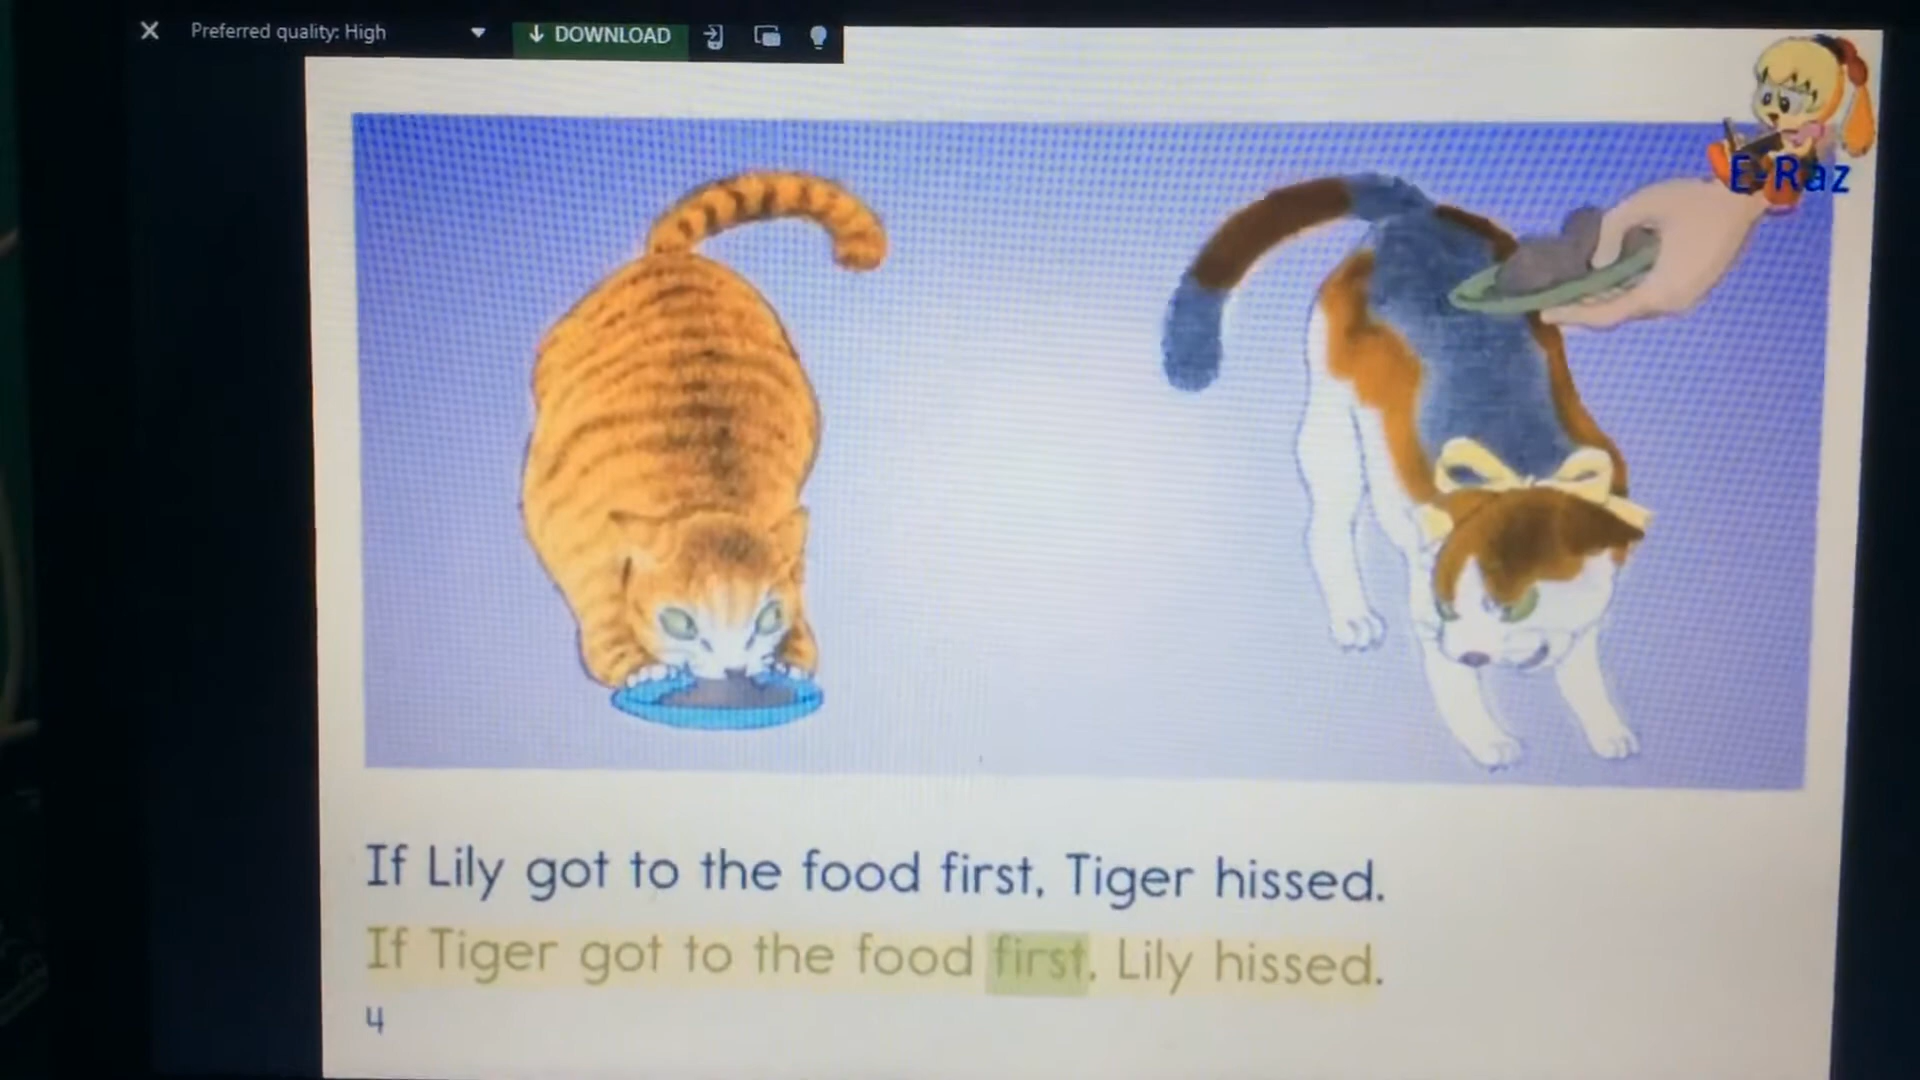 Preferred quality: High
DOWNLOAD
E-Raz
If Lily got to the food first, Tiger hissed.
If Tiger got to the food first, Lily hissed.
4